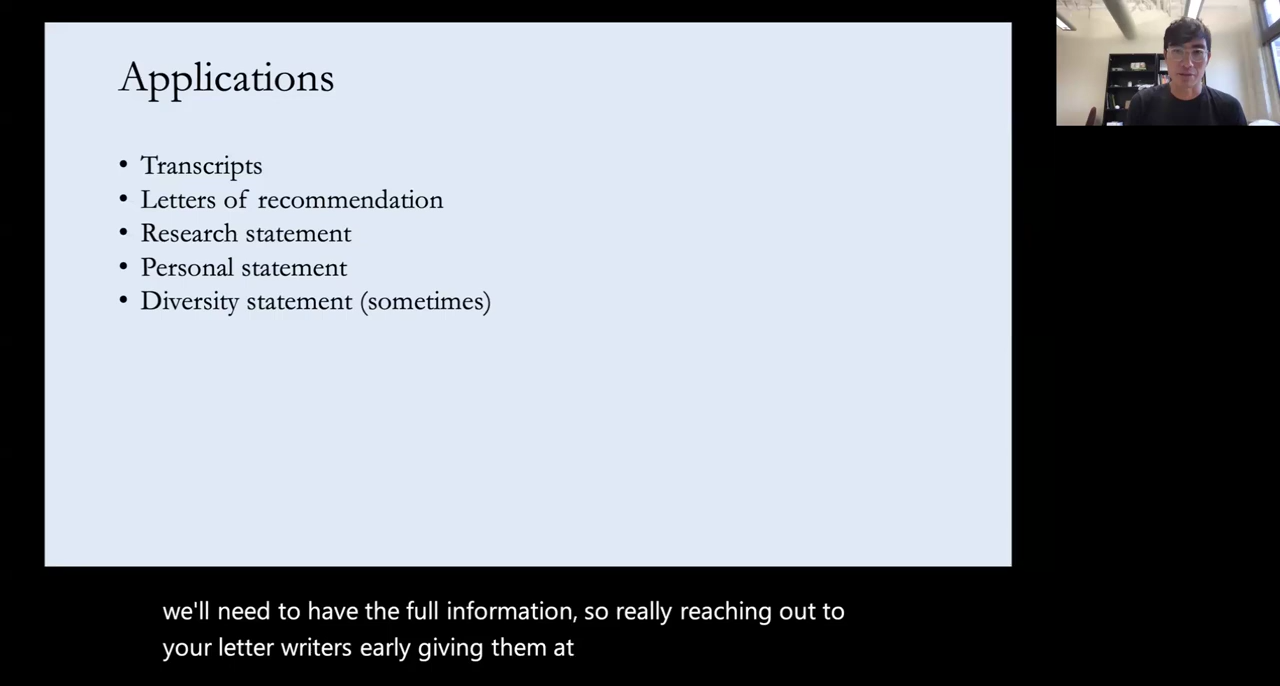 Applications
• Transcripts
• Letters of recommendation
• Research statement
• Personal statement
• Diversity statement (sometimes)
we'll need to have the full information, so really reaching out to
your letter writers early giving them at